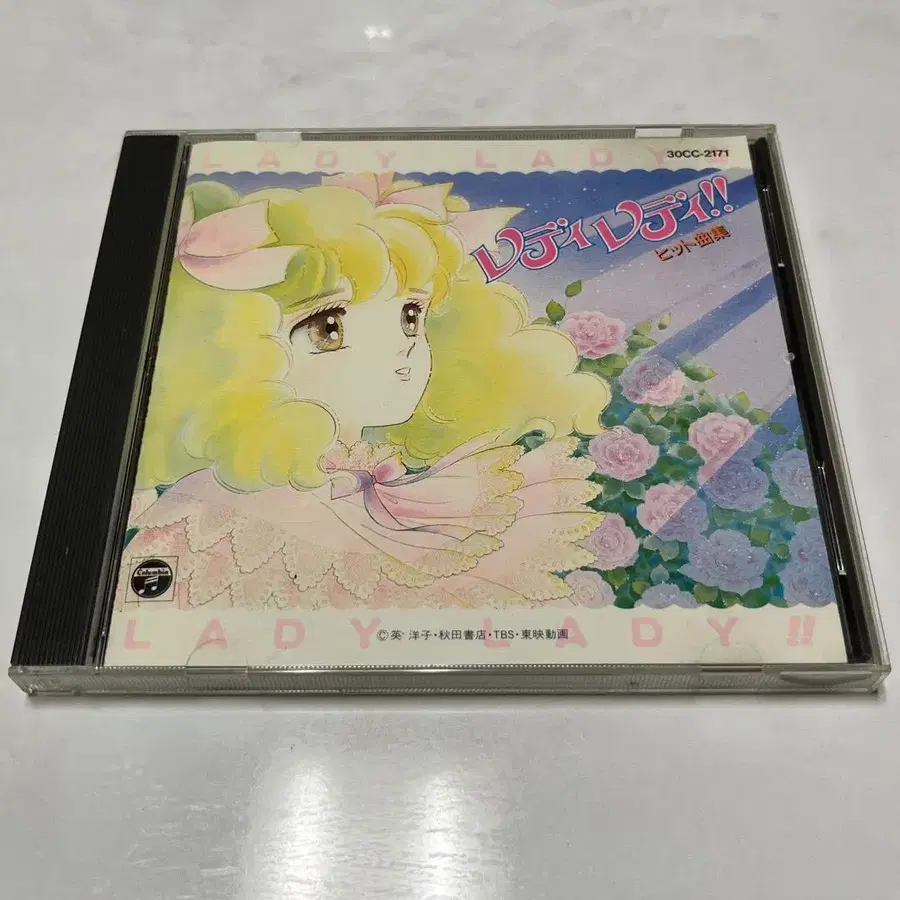 LADY LADY!!
30CC-2171
レディレディ!!
ヒット曲集
Columbia
LADY LADY!!
©英 洋子・秋田書店・TBS・東映動画